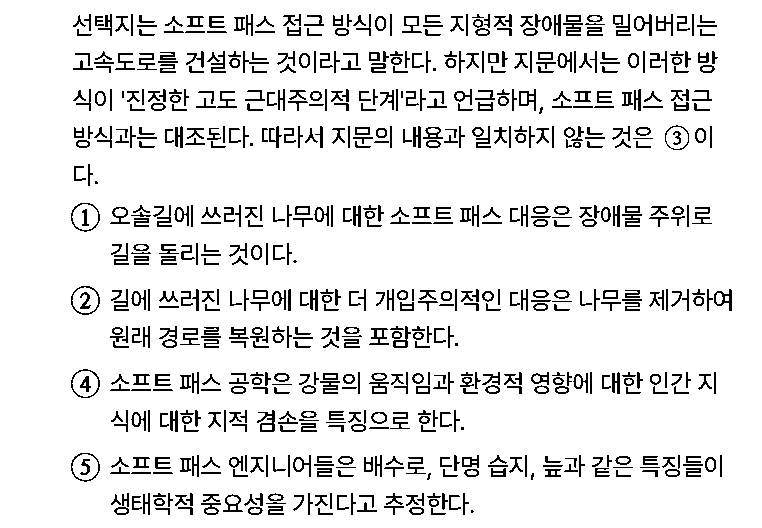 선택지는 소프트 패스 접근 방식이 모든 지형적 장애물을 밀어버리는
고속도로를 건설하는 것이라고 말한다. 하지만 지문에서는 이러한 방
식이 '진정한 고도 근대주의적 단계'라고 언급하며, 소프트 패스 접근
방식과는 대조된다. 따라서 지문의 내용과 일치하지 않는 것은 ③이
다.
① 오솔길에 쓰러진 나무에 대한 소프트 패스 대응은 장애물 주위로
길을 돌리는 것이다.
② 길에 쓰러진 나무에 대한 더 개입주의적인 대응은 나무를 제거하여
원래 경로를 복원하는 것을 포함한다.
④ 소프트 패스 공학은 강물의 움직임과 환경적 영향에 대한 인간 지
식에 대한 지적 겸손을 특징으로 한다.
⑤ 소프트 패스 엔지니어들은 배수로, 단명 습지, 늪과 같은 특징들이
생태학적 중요성을 가진다고 추정한다.